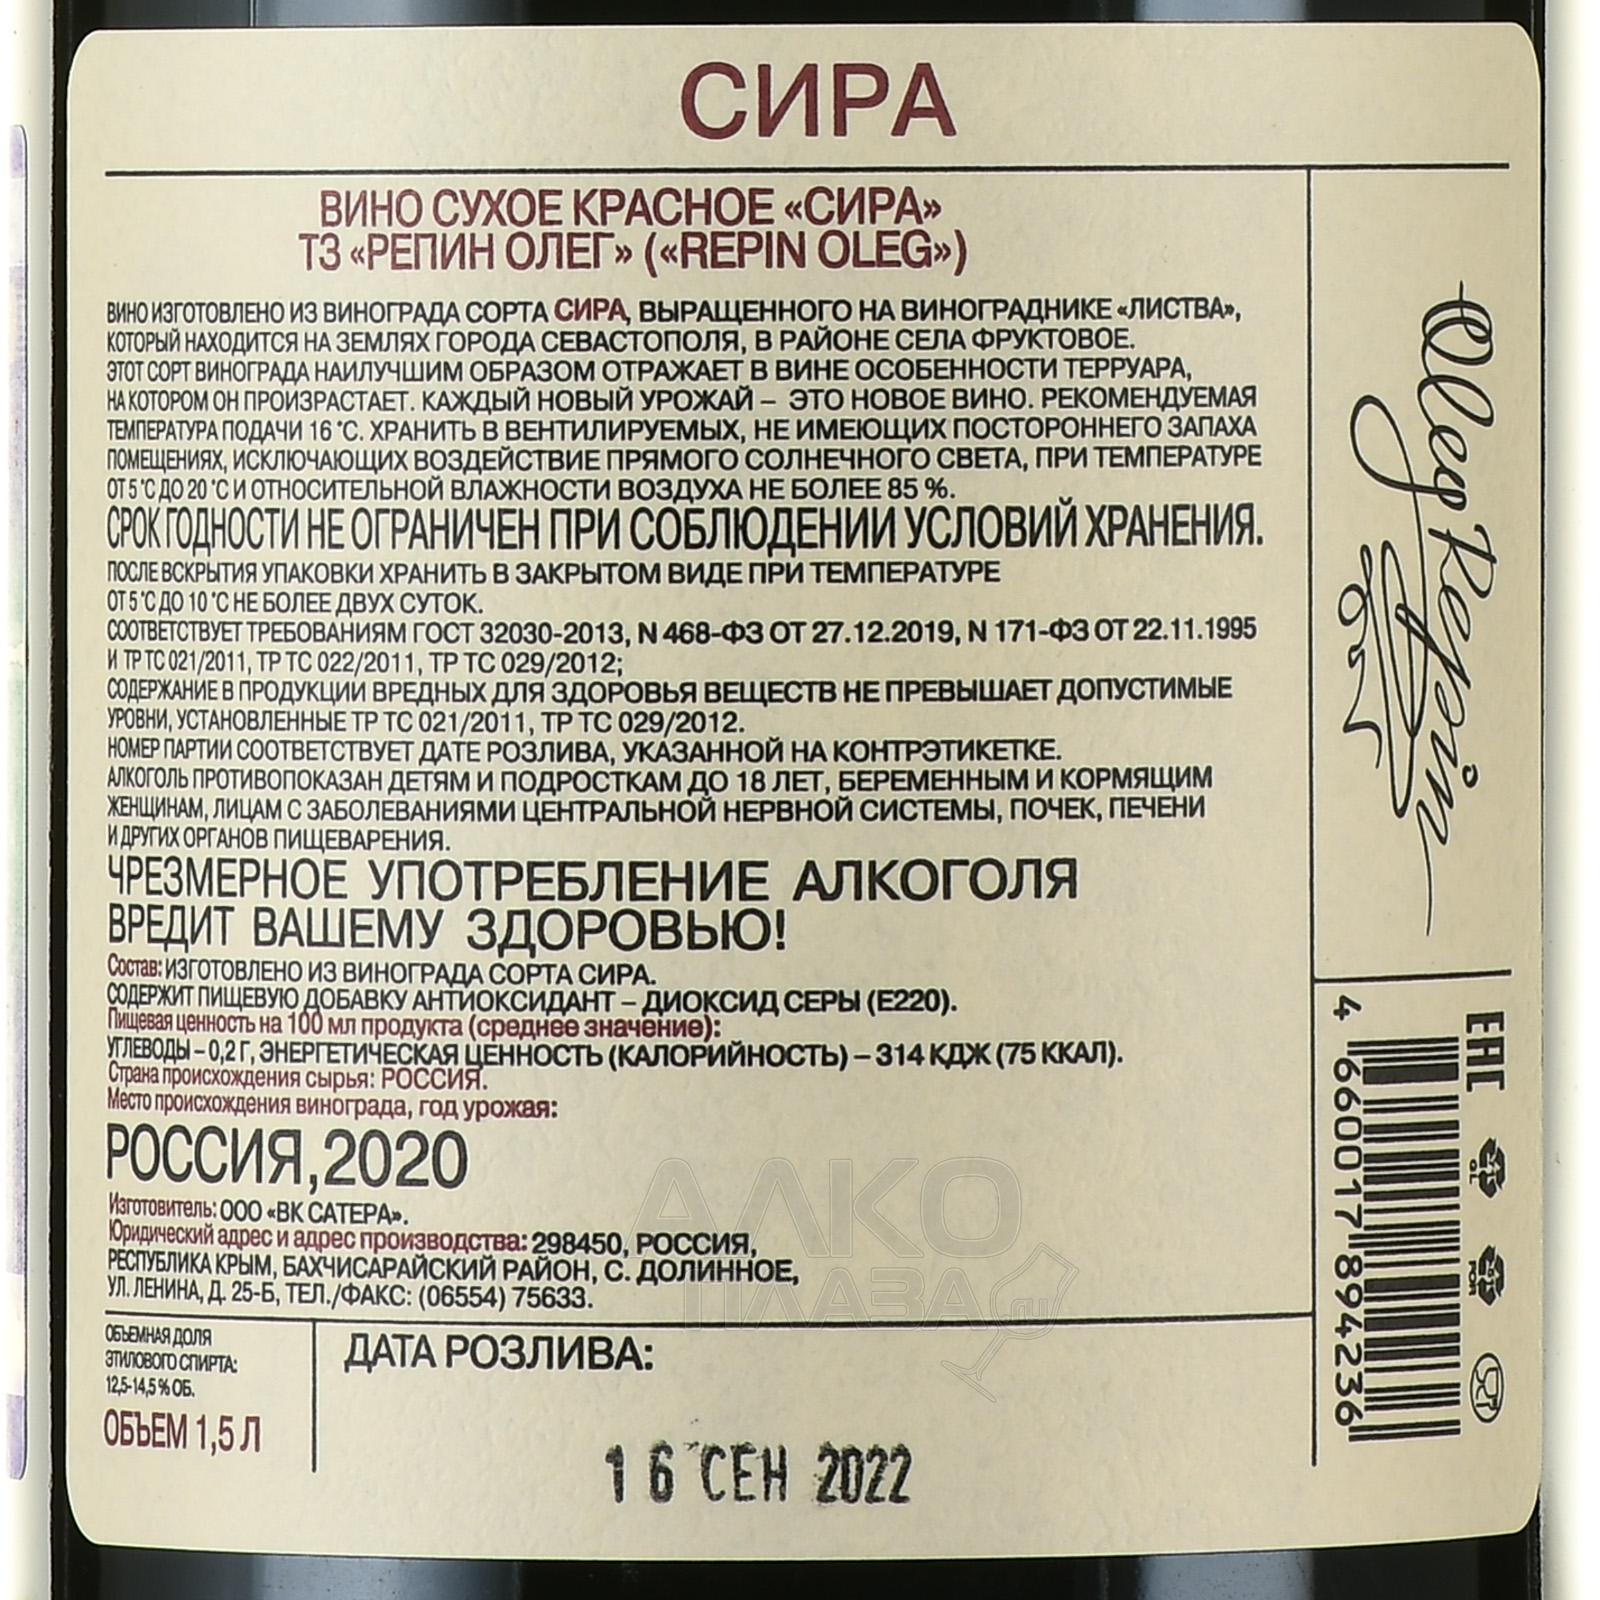 СИРА
ВИНО СУХОЕ КРАСНОЕ «СИРА»
ТЗ «РЕПИН ОЛЕГ» («REPIN OLEG»)
ВИНО ИЗГОТОВЛЕНО ИЗ ВИНОГРАДА СОРТА СИРА, ВЫРАЩЕННОГО НА ВИНОГРАДНИКЕ «ЛИСТВА»,
КОТОРЫЙ НАХОДИТСЯ НА ЗЕМЛЯХ ГОРОДА СЕВАСТОПОЛЯ, В РАЙОНЕ СЕЛА ФРУКТОВОЕ.
ЭТОТ СОРТ ВИНОГРАДА НАИЛУЧШИМ ОБРАЗОМ ОТРАЖАЕТ В ВИНЕ ОСОБЕННОСТИ ТЕРРУАРА,
НА КОТОРОМ ОН ПРОИЗРАСТАЕТ. КАЖДЫЙ НОВЫЙ УРОЖАЙ – ЭТО НОВОЕ ВИНО. РЕКОМЕНДУЕМАЯ
ТЕМПЕРАТУРА ПОДАЧИ 16 °С. ХРАНИТЬ В ВЕНТИЛИРУЕМЫХ, НЕ ИМЕЮЩИХ ПОСТОРОННЕГО ЗАПАХА
ПОМЕЩЕНИЯХ, ИСКЛЮЧАЮЩИХ ВОЗДЕЙСТВИЕ ПРЯМОГО СОЛНЕЧНОГО СВЕТА, ПРИ ТЕМПЕРАТУРЕ
ОТ 5 °С ДО 20 °С И ОТНОСИТЕЛЬНОЙ ВЛАЖНОСТИ ВОЗДУХА НЕ БОЛЕЕ 85 %.
СРОК ГОДНОСТИ НЕ ОГРАНИЧЕН ПРИ СОБЛЮДЕНИИ УСЛОВИЙ ХРАНЕНИЯ.
ПОСЛЕ ВСКРЫТИЯ УПАКОВКИ ХРАНИТЬ В ЗАКРЫТОМ ВИДЕ ПРИ ТЕМПЕРАТУРЕ
ОТ 5 °С ДО 10 °С НЕ БОЛЕЕ ДВУХ СУТОК.
СООТВЕТСТВУЕТ ТРЕБОВАНИЯМ ГОСТ 32030-2013, N 468-ФЗ ОТ 27.12.2019, N 171-ФЗ ОТ 22.11.1995
И ТР ТС 021/2011, ТР ТС 022/2011, ТР ТС 029/2012;
СОДЕРЖАНИЕ В ПРОДУКЦИИ ВРЕДНЫХ ДЛЯ ЗДОРОВЬЯ ВЕЩЕСТВ НЕ ПРЕВЫШАЕТ ДОПУСТИМЫЕ
УРОВНИ, УСТАНОВЛЕННЫЕ ТР ТС 021/2011, ТР ТС 029/2012.
НОМЕР ПАРТИИ СООТВЕТСТВУЕТ ДАТЕ РОЗЛИВА, УКАЗАННОЙ НА КОНТРЭТИКЕТКЕ.
АЛКОГОЛЬ ПРОТИВОПОКАЗАН ДЕТЯМ И ПОДРОСТКАМ ДО 18 ЛЕТ, БЕРЕМЕННЫМ И КОРМЯЩИМ
ЖЕНЩИНАМ, ЛИЦАМ С ЗАБОЛЕВАНИЯМИ ЦЕНТРАЛЬНОЙ НЕРВНОЙ СИСТЕМЫ, ПОЧЕК, ПЕЧЕНИ
И ДРУГИХ ОРГАНОВ ПИЩЕВАРЕНИЯ.
ЧРЕЗМЕРНОЕ УПОТРЕБЛЕНИЕ АЛКОГОЛЯ
ВРЕДИТ ВАШЕМУ ЗДОРОВЬЮ!
Состав: ИЗГОТОВЛЕНО ИЗ ВИНОГРАДА СОРТА СИРА.
СОДЕРЖИТ ПИЩЕВУЮ ДОБАВКУ АНТИОКСИДАНТ – ДИОКСИД СЕРЫ (Е220).
Пищевая ценность на 100 мл продукта (среднее значение):
УГЛЕВОДЫ – 0,2 Г, ЭНЕРГЕТИЧЕСКАЯ ЦЕННОСТЬ (КАЛОРИЙНОСТЬ) – 314 КДЖ (75 ККАЛ).
Страна происхождения сырья: РОССИЯ.
Место происхождения винограда, год урожая:
РОССИЯ, 2020
Изготовитель: ООО «ВК САТЕРА».
Юридический адрес и адрес производства: 298450, РОССИЯ,
РЕСПУБЛИКА КРЫМ, БАХЧИСАРАЙСКИЙ РАЙОН, С. ДОЛИННОЕ,
УЛ. ЛЕНИНА, Д. 25-Б, ТЕЛ./ФАКС: (06554) 75633.
ОБЪЕМНАЯ ДОЛЯ
ЭТИЛОВОГО СПИРТА:
12,5-14,5 % ОБ.
ОБЪЕМ 1,5 Л
ДАТА РОЗЛИВА:
16 СЕН 2022
Oleg Repin
EAC
GL
FOR
4 660017 894236
АЛКО
ПЛАЗА
.ru